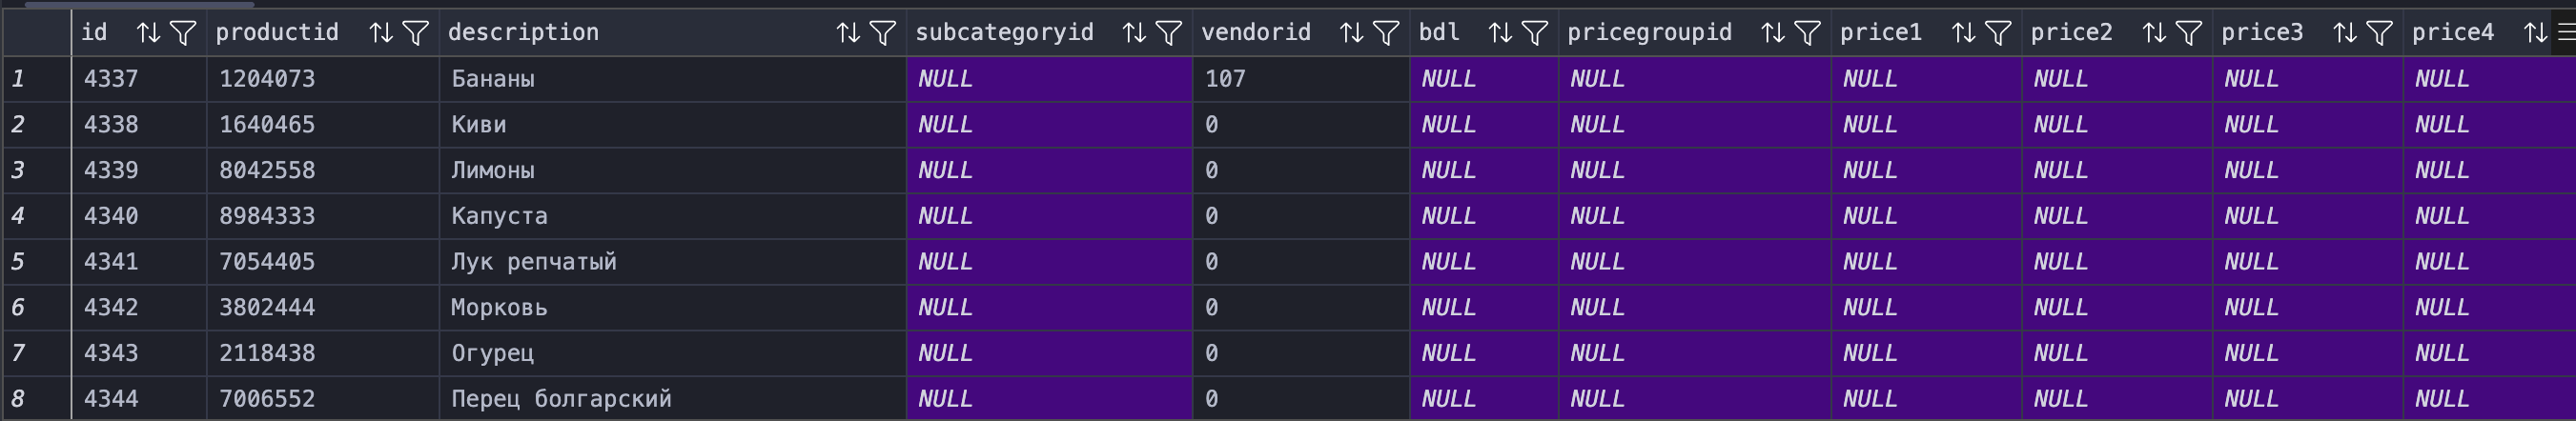 id productid description subcategoryid vendorid bdl pricegroupid price1 price2 price3 price4
1 4337 1204073 Бананы NULL 107 NULL NULL NULL NULL NULL NULL
2 4338 1640465 Киви NULL 0 NULL NULL NULL NULL NULL NULL
3 4339 8042558 Лимоны NULL 0 NULL NULL NULL NULL NULL NULL
4 4340 8984333 Капуста NULL 0 NULL NULL NULL NULL NULL NULL
5 4341 7054405 Лук репчатый NULL 0 NULL NULL NULL NULL NULL NULL
6 4342 3802444 Морковь NULL 0 NULL NULL NULL NULL NULL NULL
7 4343 2118438 Огурец NULL 0 NULL NULL NULL NULL NULL NULL
8 4344 7006552 Перец болгарский NULL 0 NULL NULL NULL NULL NULL NULL